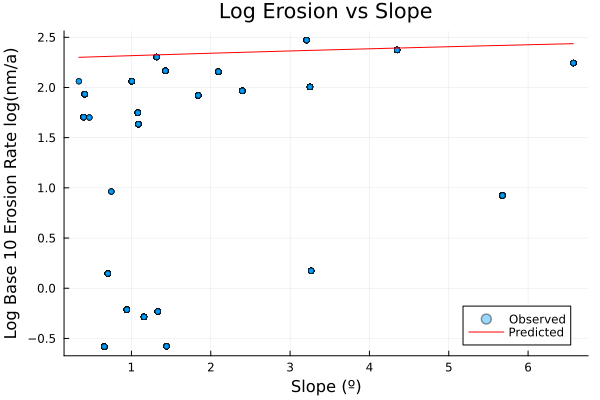 Log Erosion vs Slope
Log Base 10 Erosion Rate log(nm/a)
2.5
2.0
1.5
1.0
0.5
0.0
−0.5
1 2 3 4 5 6
Slope (º)
Observed
Predicted